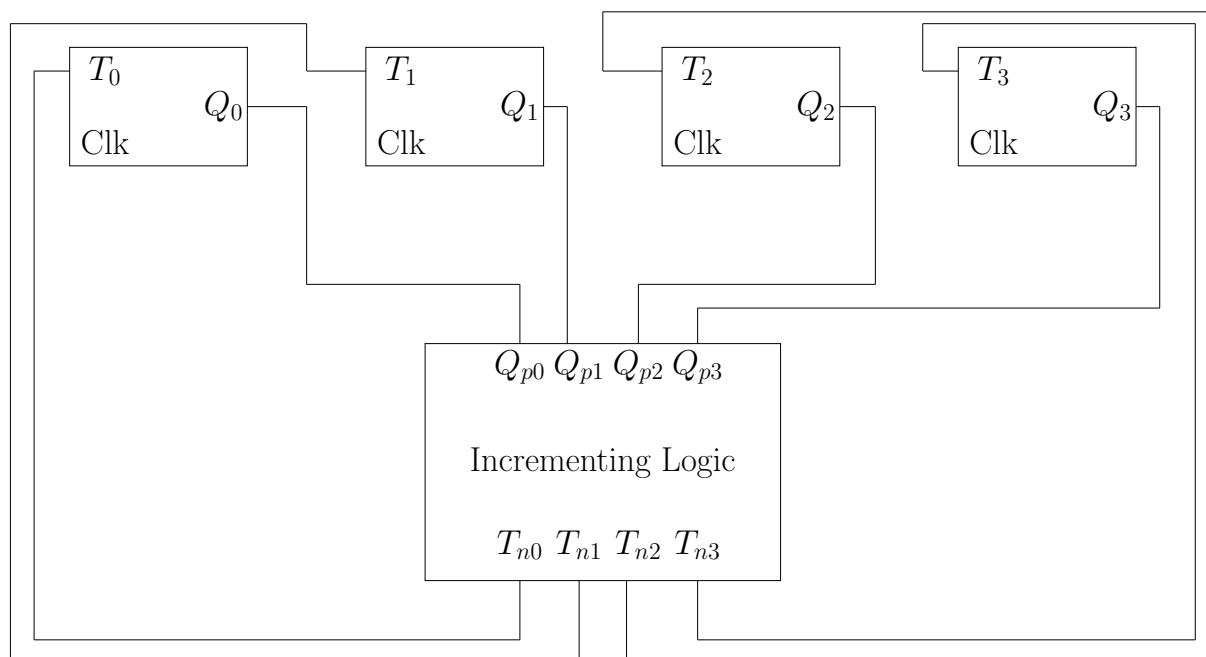 T₀ T₁ T₂ T₃
Q₀ Q₁ Q₂ Q₃
Clk Clk Clk Clk
Qₚ₀ Qₚ₁ Qₚ₂ Qₚ₃
Incrementing Logic
Tₙ₀ Tₙ₁ Tₙ₂ Tₙ₃